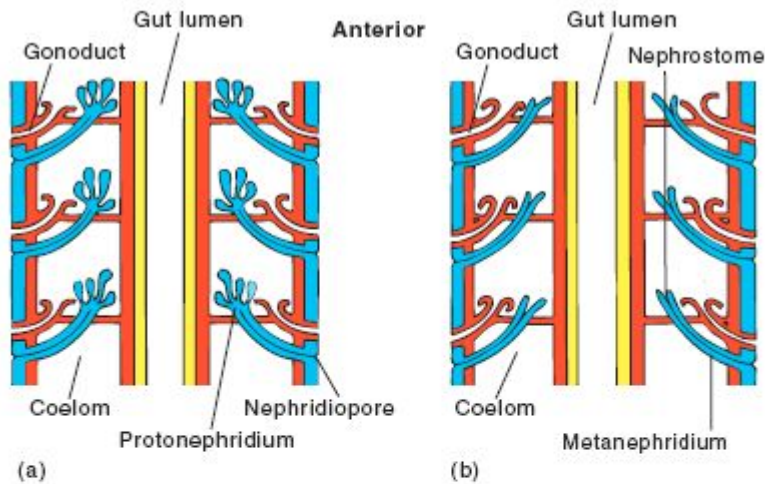 Gut lumen
Gonoduct
Anterior
Gut lumen
Gonoduct
Nephrostome
Coelom
Nephridiopore
Protonephridium
(a)
Coelom
Metanephridium
(b)